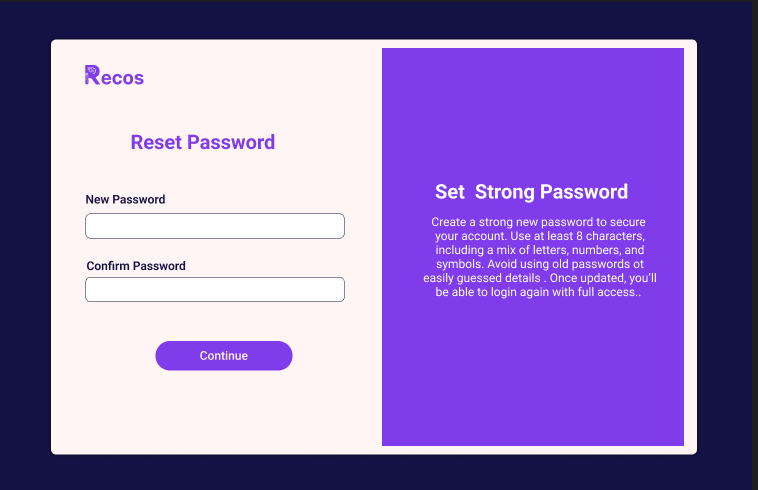 Recos
Reset Password
New Password
Confirm Password
Continue
Set  Strong Password
Create a strong new password to secure
your account. Use at least 8 characters,
including a mix of letters, numbers, and
symbols. Avoid using old passwords ot
easily guessed details . Once updated, you'll
be able to login again with full access..